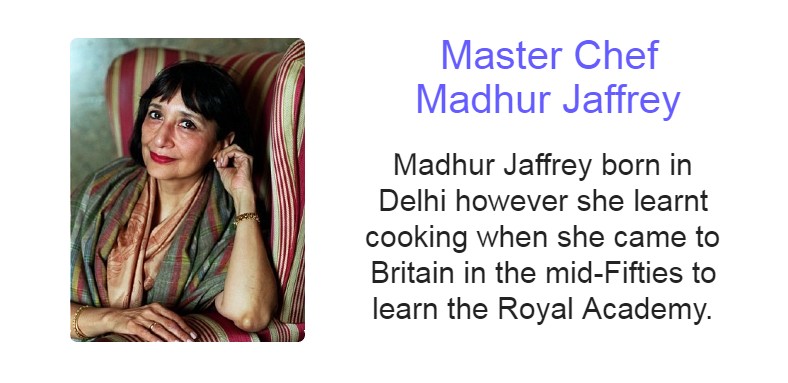 Master Chef
Madhur Jaffrey
Madhur Jaffrey born in
Delhi however she learnt
cooking when she came to
Britain in the mid-Fifties to
learn the Royal Academy.